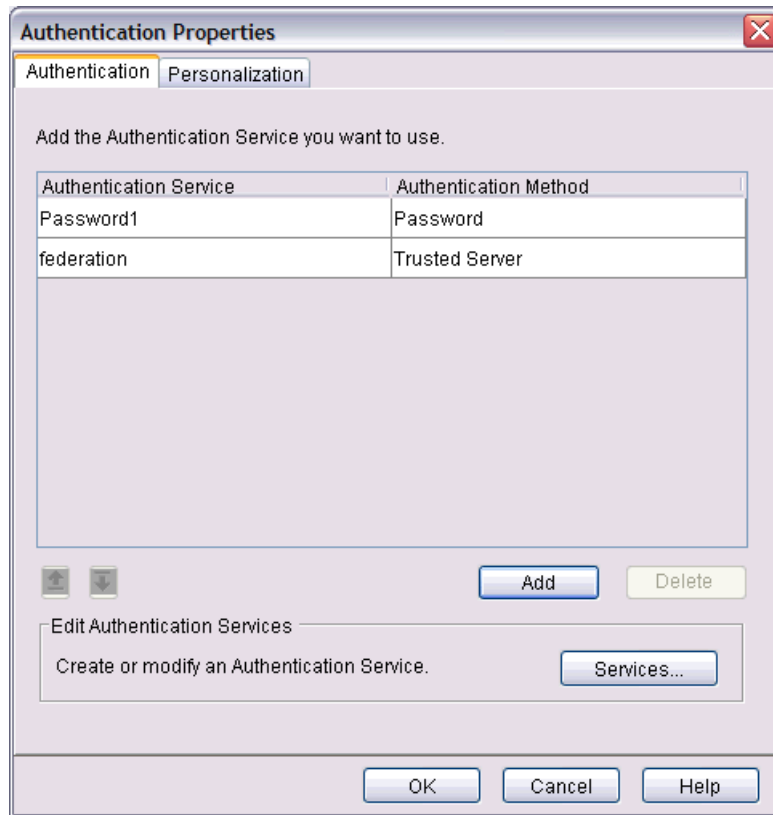 Authentication Properties
Authentication Personalization
Add the Authentication Service you want to use.
Authentication Service Authentication Method
Password1 Password
federation Trusted Server
Add Delete
Edit Authentication Services
Create or modify an Authentication Service. Services...
OK Cancel Help